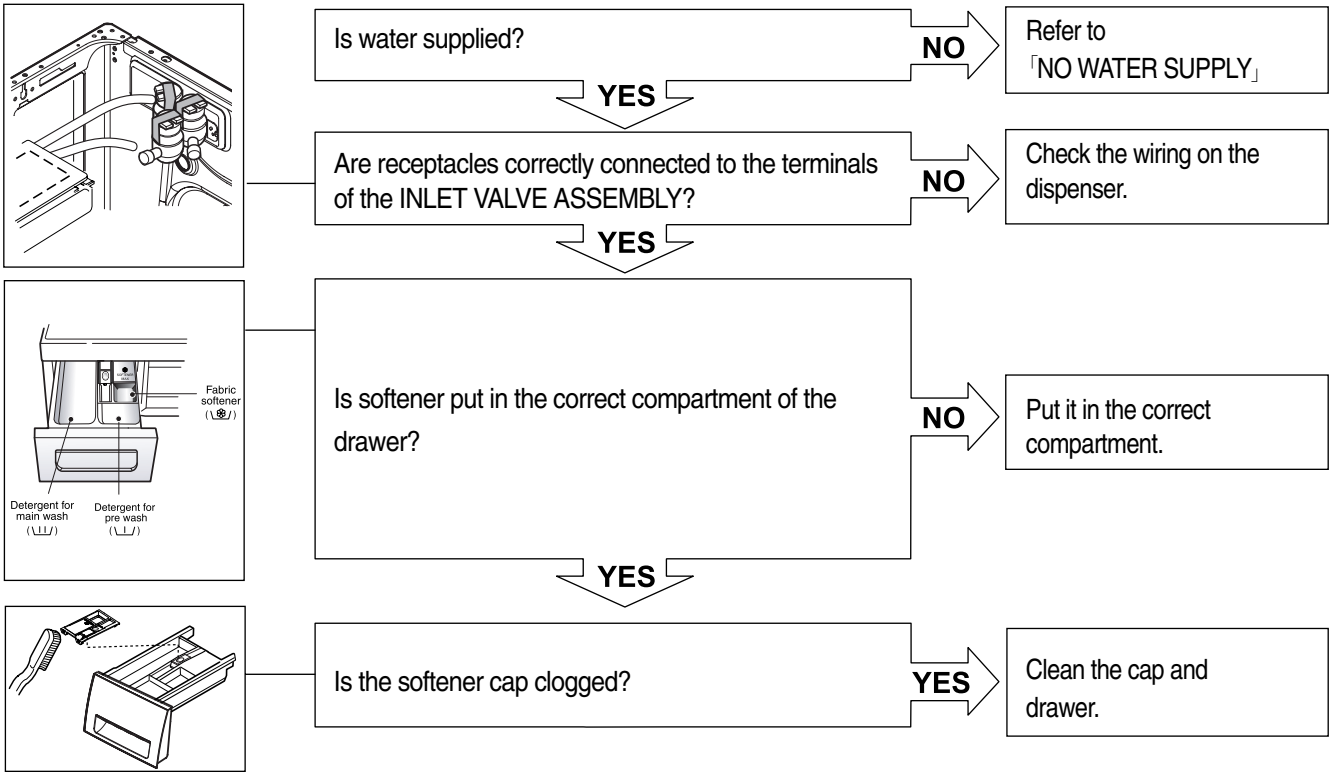 Is water supplied?
NO
Refer to
「NO WATER SUPPLY」
YES
Are receptacles correctly connected to the terminals
of the INLET VALVE ASSEMBLY?
NO
Check the wiring on the
dispenser.
YES
Fabric
softener
Detergent for
main wash
Detergent for
pre wash
Is softener put in the correct compartment of the
drawer?
NO
Put it in the correct
compartment.
YES
Is the softener cap clogged?
YES
Clean the cap and
drawer.